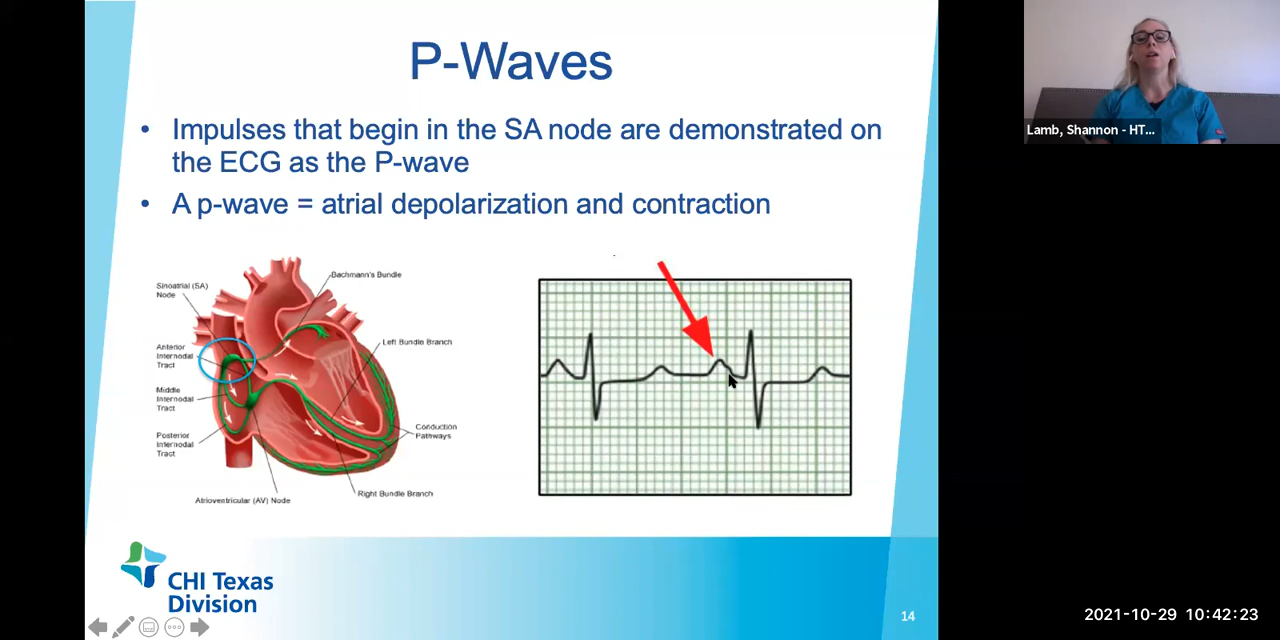 P-Waves
• Impulses that begin in the SA node are demonstrated on
the ECG as the P-wave
• A p-wave = atrial depolarization and contraction
Bachmann's Bundle
Sinoatrial (SA)
Node
Left Bundle Branch
Anterior
Internodal
Tract
Middle
Internodal
Tract
Conduction
Pathways
Posterior
Internodal
Tract
Right Bundle Branch
Atrioventricular (AV) Node
CHI Texas
Division
14
Lamb, Shannon - HT...
2021-10-29 10:42:23